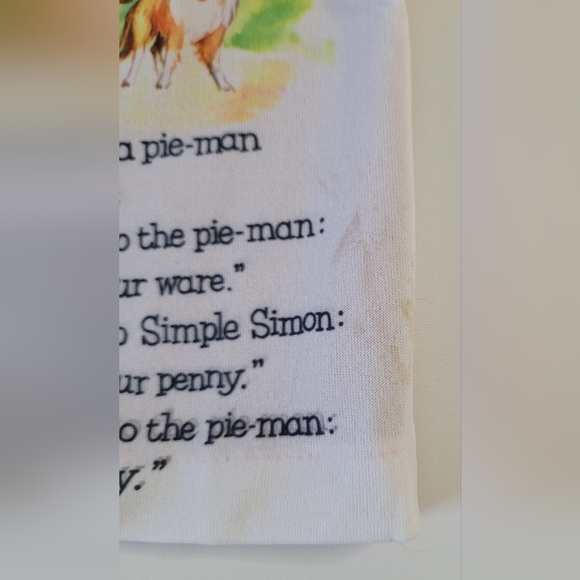 a pie-man
o the pie-man:
ur ware."
o Simple Simon:
ur penny."
o the pie-man:
y."